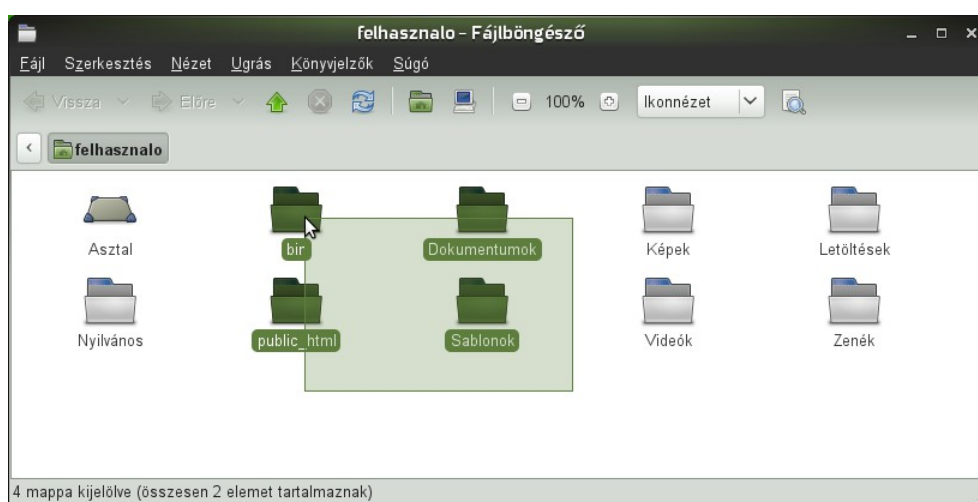 felhasznalo – Fájlböngésző
Fájl Szerkesztés Nézet Ugrás Könyvjelzők Súgó
Vissza Előre 100% Ikonnézet
felhasznalo
Asztal bin Dokumentumok Képek Letöltések
Nyilvános public_html Sablonok Videók Zenék
4 mappa kijelölve (összesen 2 elemet tartalmaznak)